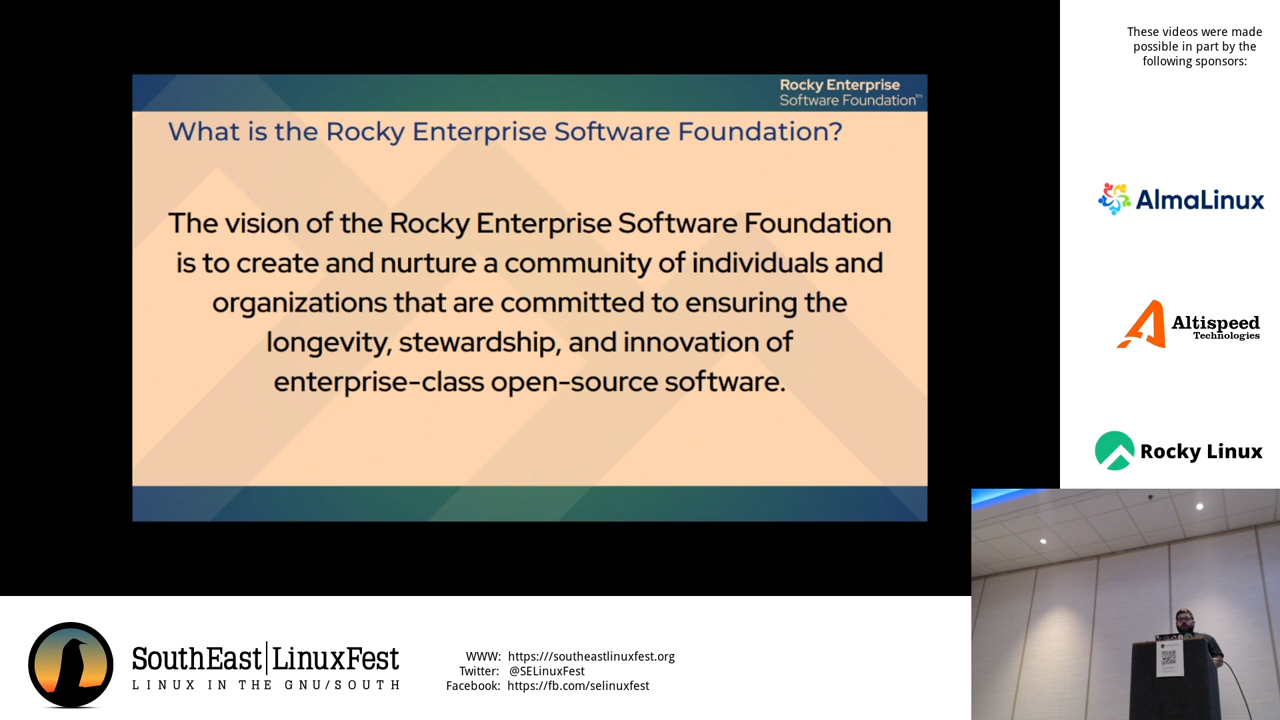 These videos were made
possible in part by the
following sponsors:
Rocky Enterprise
Software Foundation™
What is the Rocky Enterprise Software Foundation?
The vision of the Rocky Enterprise Software Foundation
is to create and nurture a community of individuals and
organizations that are committed to ensuring the
longevity, stewardship, and innovation of
enterprise-class open-source software.
AlmaLinux
Altispeed
Technologies
Rocky Linux
SouthEast|LinuxFest
LINUX IN THE GNU/SOUTH
WWW: https:///southeastlinuxfest.org
Twitter: @SELinuxFest
Facebook: https://fb.com/selinuxfest